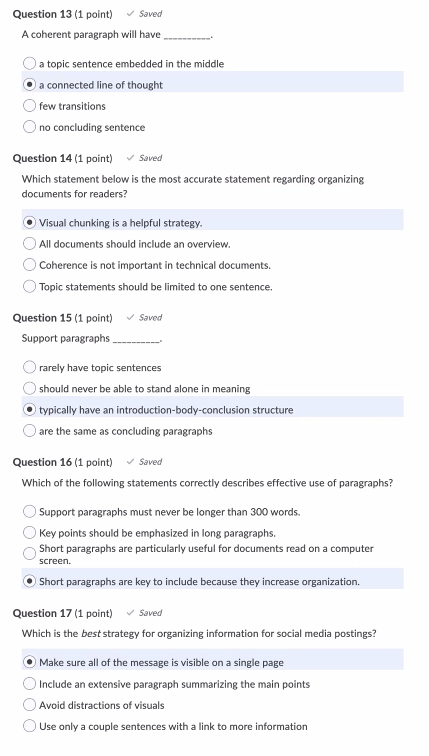 Question 13 (1 point) ✓ Saved
A coherent paragraph will have __________.
a topic sentence embedded in the middle
a connected line of thought
few transitions
no concluding sentence
Question 14 (1 point) ✓ Saved
Which statement below is the most accurate statement regarding organizing
documents for readers?
Visual chunking is a helpful strategy.
All documents should include an overview.
Coherence is not important in technical documents.
Topic statements should be limited to one sentence.
Question 15 (1 point) ✓ Saved
Support paragraphs __________.
rarely have topic sentences
should never be able to stand alone in meaning
typically have an introduction-body-conclusion structure
are the same as concluding paragraphs
Question 16 (1 point) ✓ Saved
Which of the following statements correctly describes effective use of paragraphs?
Support paragraphs must never be longer than 300 words.
Key points should be emphasized in long paragraphs.
Short paragraphs are particularly useful for documents read on a computer
screen.
Short paragraphs are key to include because they increase organization.
Question 17 (1 point) ✓ Saved
Which is the best strategy for organizing information for social media postings?
Make sure all of the message is visible on a single page
Include an extensive paragraph summarizing the main points
Avoid distractions of visuals
Use only a couple sentences with a link to more information